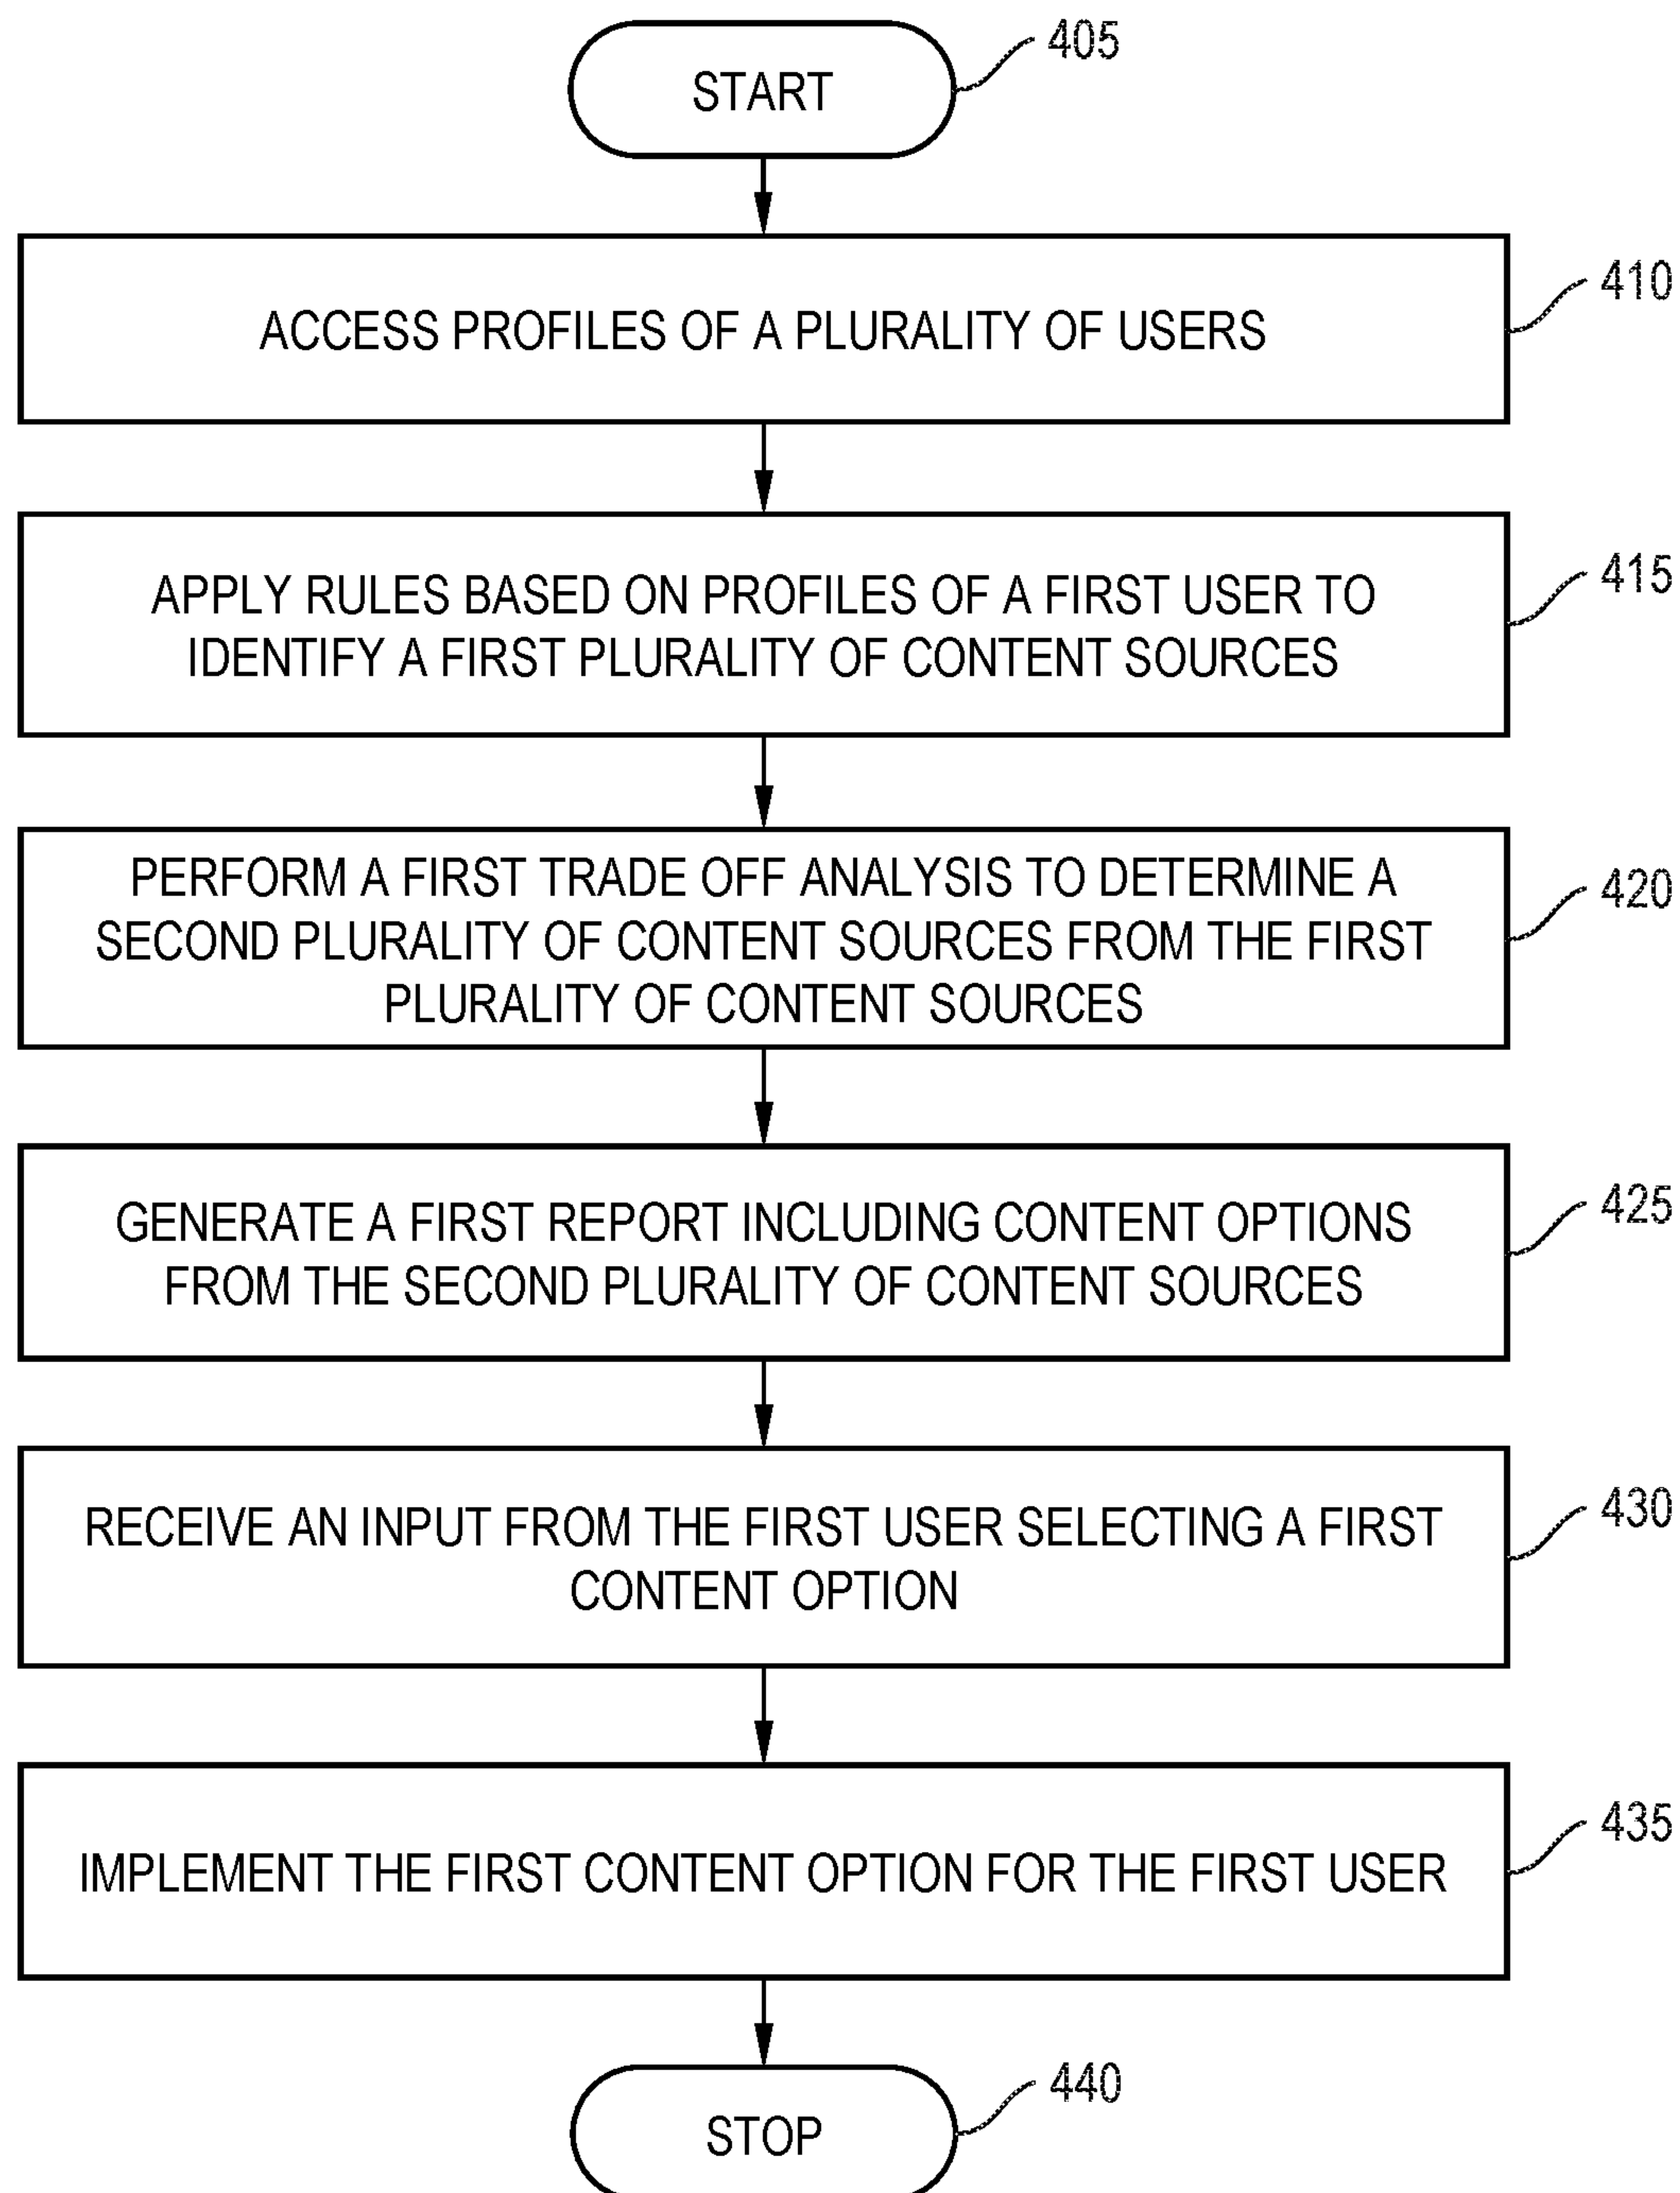 START
405
ACCESS PROFILES OF A PLURALITY OF USERS
410
APPLY RULES BASED ON PROFILES OF A FIRST USER TO
IDENTIFY A FIRST PLURALITY OF CONTENT SOURCES
415
PERFORM A FIRST TRADE OFF ANALYSIS TO DETERMINE A
SECOND PLURALITY OF CONTENT SOURCES FROM THE FIRST
PLURALITY OF CONTENT SOURCES
420
GENERATE A FIRST REPORT INCLUDING CONTENT OPTIONS
FROM THE SECOND PLURALITY OF CONTENT SOURCES
425
RECEIVE AN INPUT FROM THE FIRST USER SELECTING A FIRST
CONTENT OPTION
430
IMPLEMENT THE FIRST CONTENT OPTION FOR THE FIRST USER
435
STOP
440